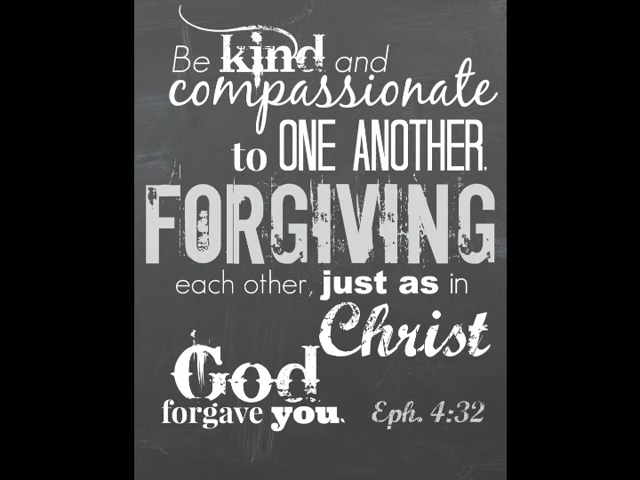 Be kind and
compassionate
to ONE ANOTHER.
FORGIVING
each other, just as in
Christ
God
forgave you. Eph. 4:32